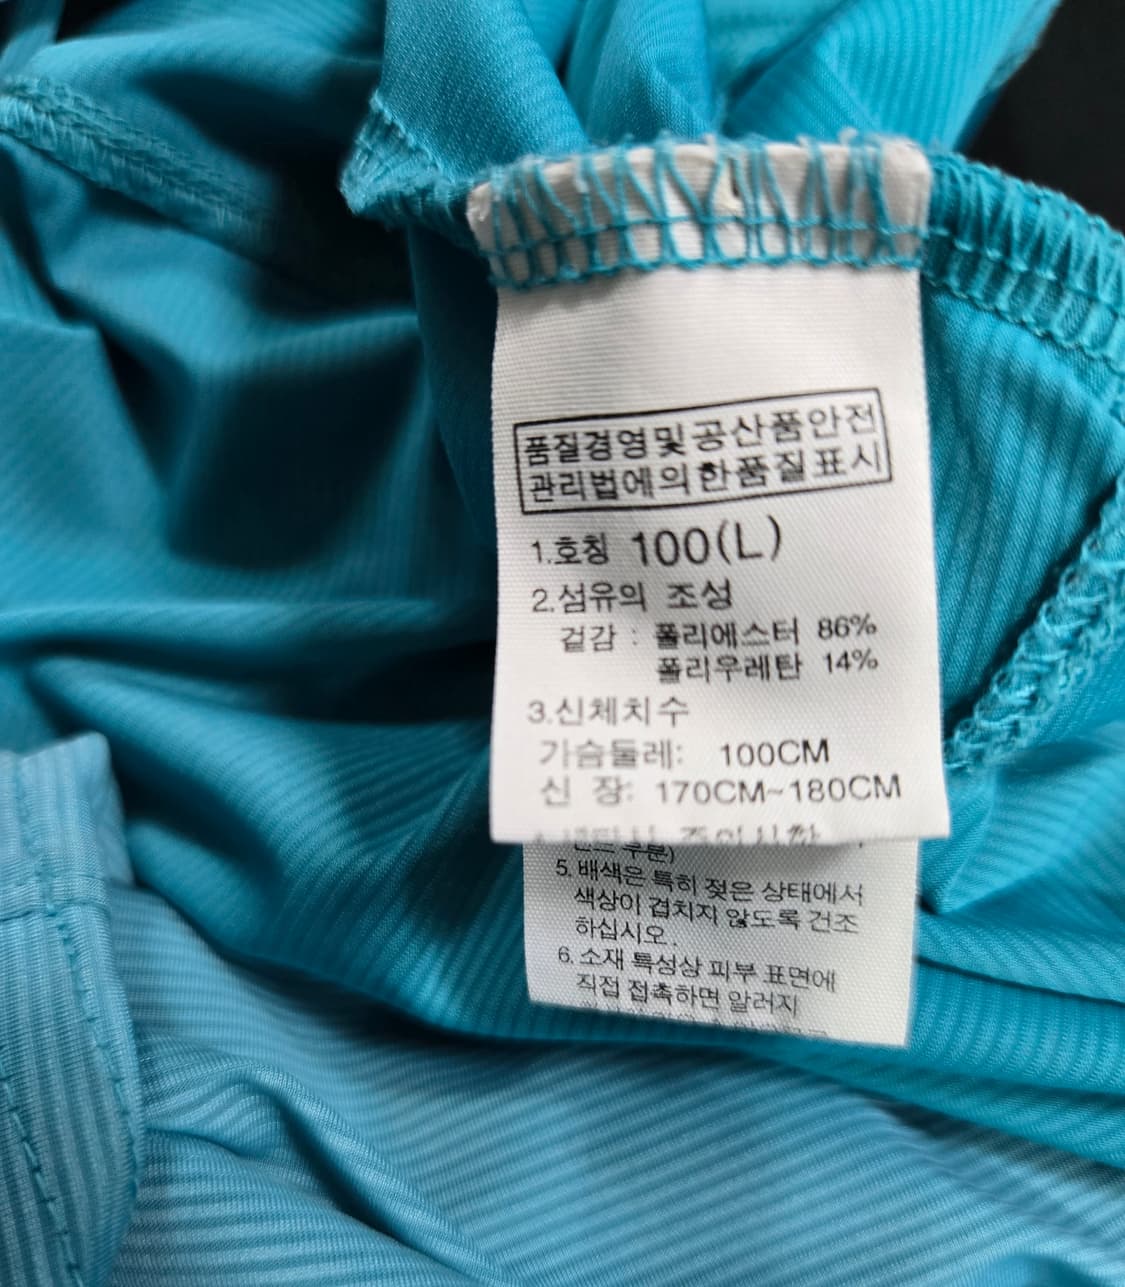 품질경영및공산품안전
관리법에의한품질표시
1.호칭 100(L)
2.섬유의 조성
겉감 : 폴리에스터 86%
폴리우레탄 14%
3.신체치수
가슴둘레: 100CM
신 장: 170CM~180CM
부분)
5. 배색은 특히 젖은 상태에서
색상이 겹치지 않도록 건조
하십시오.
6. 소재 특성상 피부 표면에
직접 접촉하면 알러지